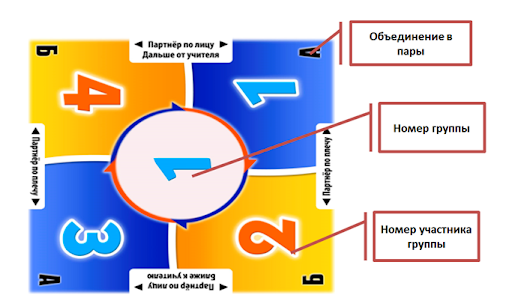 Б
Партнёр по лицу
Дальше от учителя
А
Объединение в
пары
4
1
Партнёр по плечу
1
Номер группы
Партнёр по плечу
3
2
Номер участника
группы
А
Партнёр по лицу
Ближе к учителю
Б